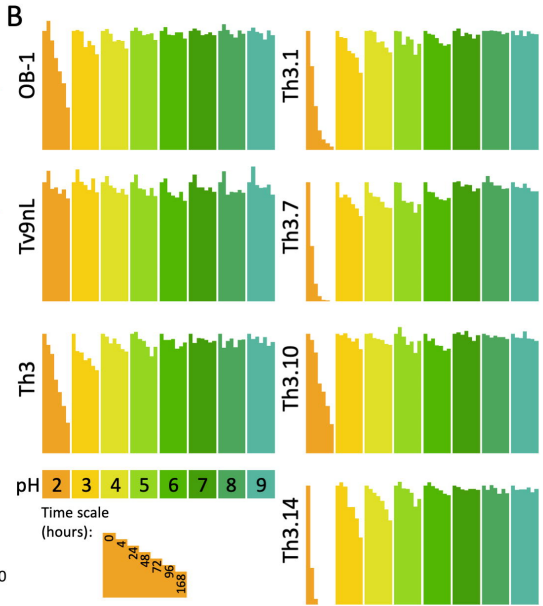 B
OB-1
Th3.1
Tv9nL
Th3.7
Th3
Th3.10
pH 2 3 4 5 6 7 8 9
Time scale
(hours):
0 4 24 48 72 96 168
Th3.14
0